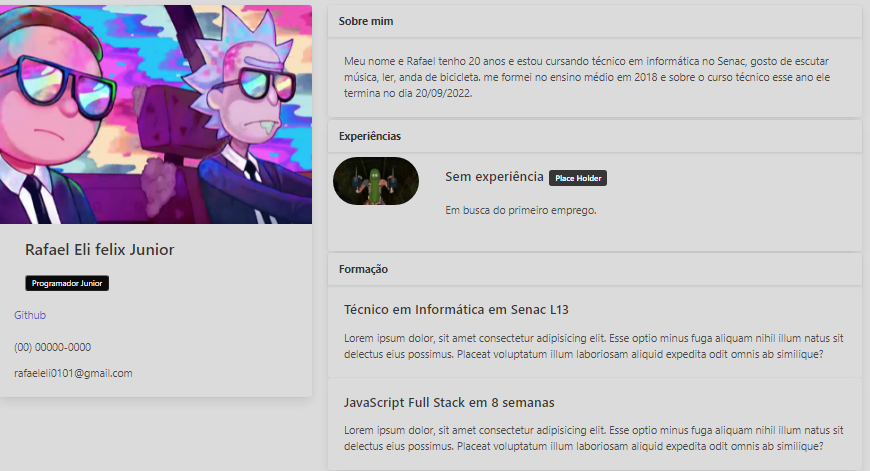 Rafael Eli felix Junior
Programador Junior
Github
(00) 00000-0000
rafaeleli0101@gmail.com
Sobre mim
Meu nome e Rafael tenho 20 anos e estou cursando técnico em informática no Senac, gosto de escutar
música, ler, anda de bicicleta. me formei no ensino médio em 2018 e sobre o curso técnico esse ano ele
termina no dia 20/09/2022.
Experiências
Sem experiência Place Holder
Em busca do primeiro emprego.
Formação
Técnico em Informática em Senac L13
Lorem ipsum dolor, sit amet consectetur adipisicing elit. Esse optio minus fuga aliquam nihil illum natus sit
delectus eius possimus. Placeat voluptatum illum laboriosam aliquid expedita odit omnis ab similique?
JavaScript Full Stack em 8 semanas
Lorem ipsum dolor, sit amet consectetur adipisicing elit. Esse optio minus fuga aliquam nihil illum natus sit
delectus eius possimus. Placeat voluptatum illum laboriosam aliquid expedita odit omnis ab similique?